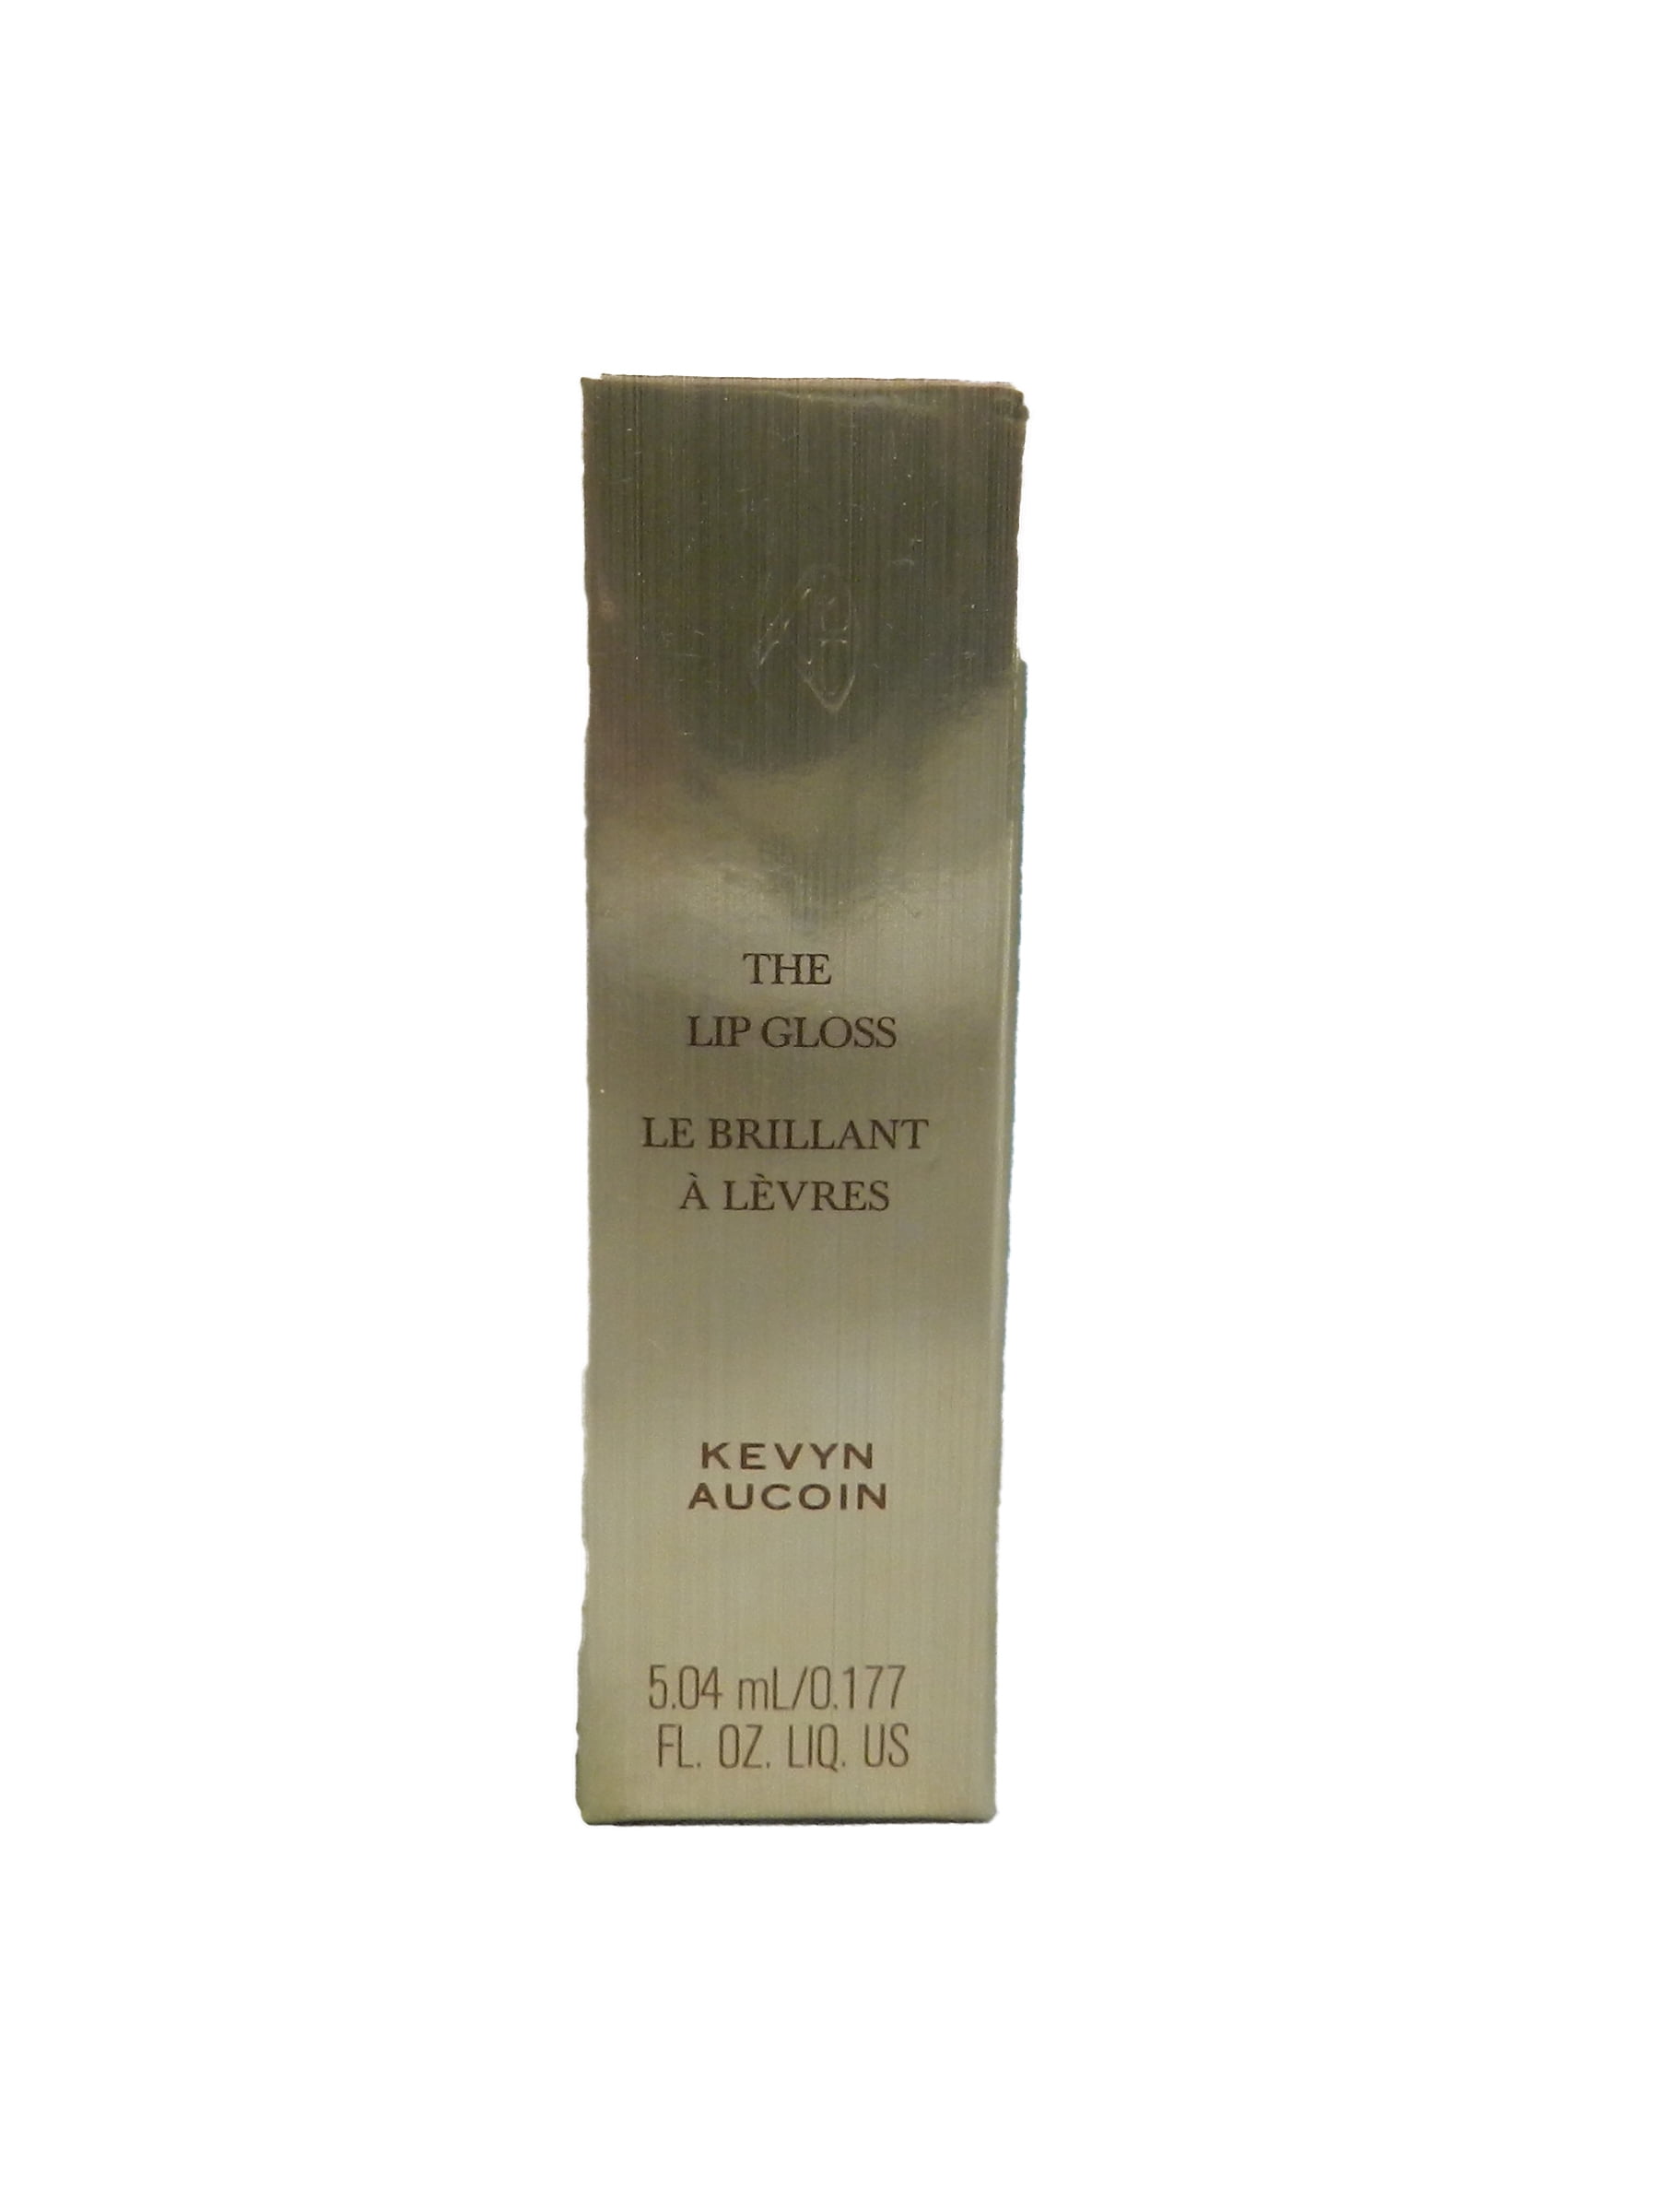 THE
LIP GLOSS
LE BRILLANT
À LÈVRES
KEVYN
AUCOIN
5.04 mL/0.177
FL. OZ. LIQ. US